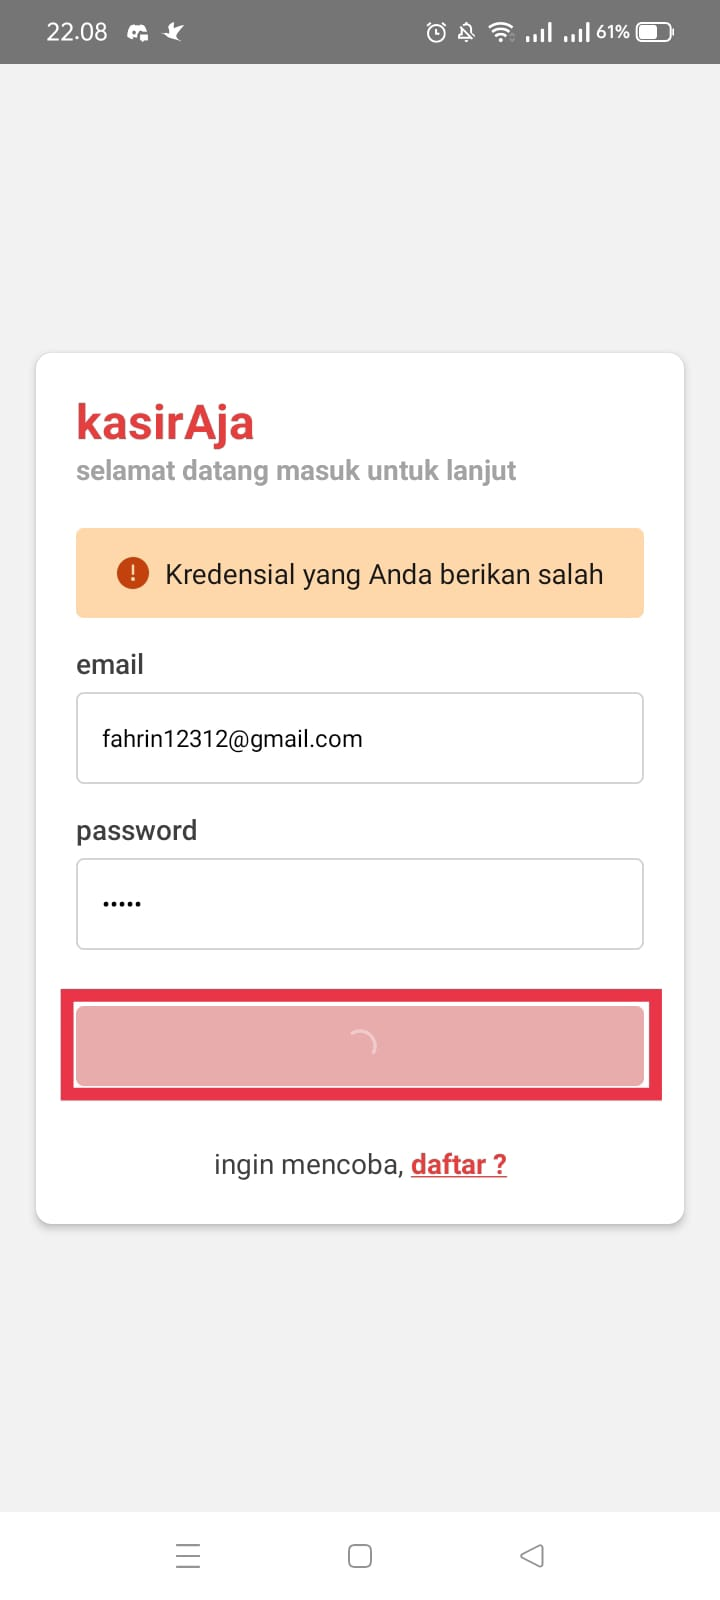 22.08 61%
kasirAja
selamat datang masuk untuk lanjut
Kredensial yang Anda berikan salah
email
fahrin12312@gmail.com
password
•••••
ingin mencoba, daftar ?